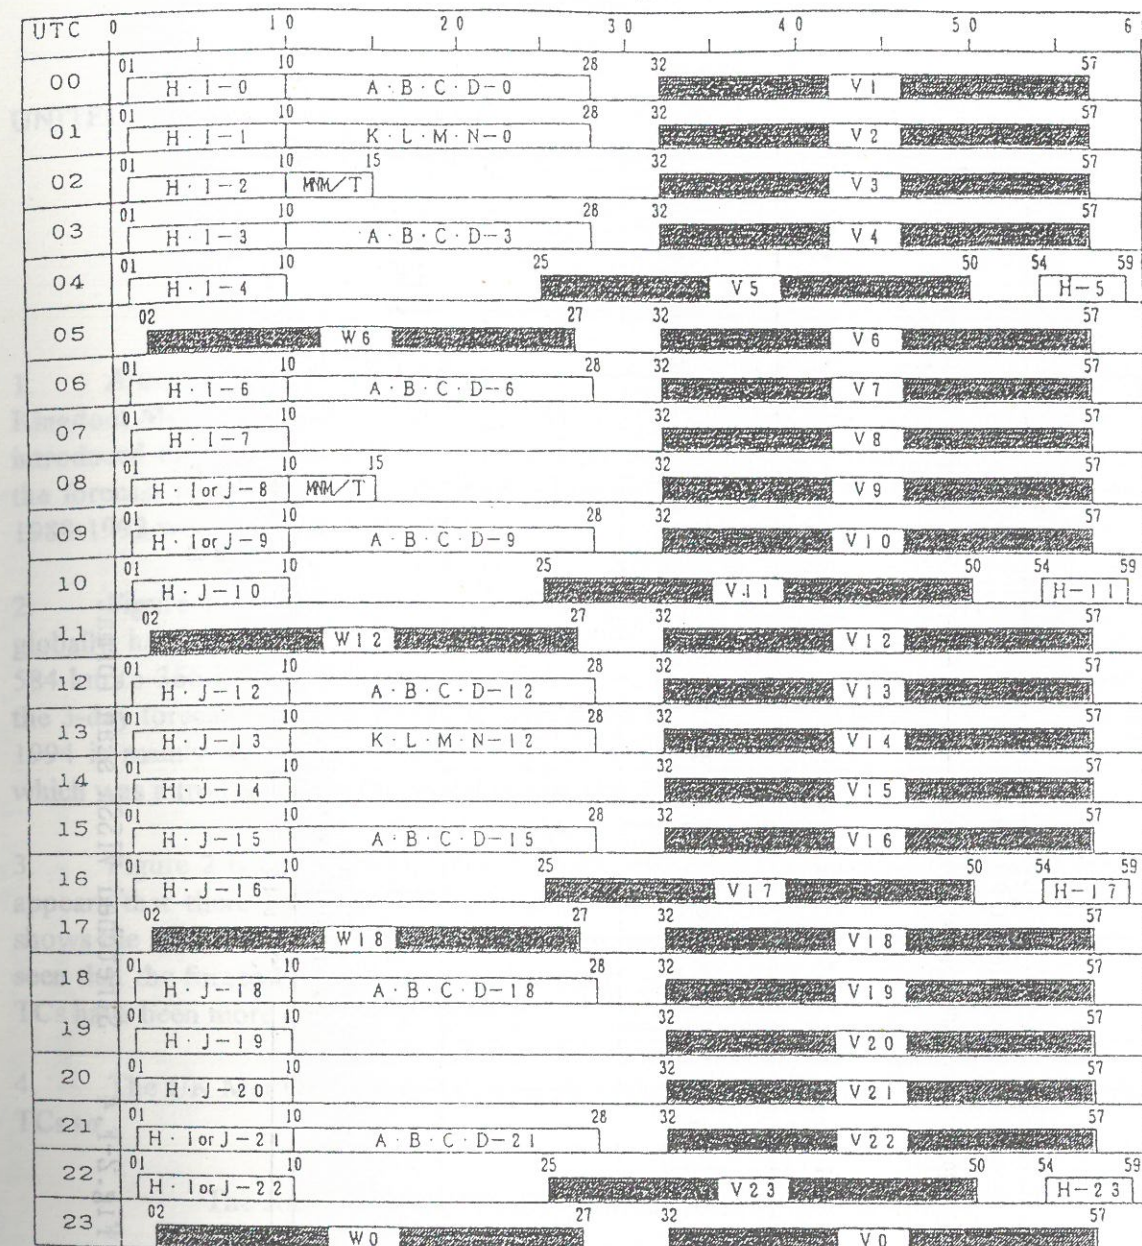 UTC 0 10 20 30 40 50 6
00 01 10 28 32 57
H·I-0 A·B·C·D-0 V1
01 01 10 28 32 57
H·I-1 K·L·M·N-0 V2
02 01 10 15 32 57
H·I-2 MNM/T V3
03 01 10 28 32 57
H·I-3 A·B·C·D-3 V4
04 01 10 25 50 54 59
H·I-4 V5 H-5
05 02 27 32 57
W6 V6
06 01 10 28 32 57
H·I-6 A·B·C·D-6 V7
07 01 10 32 57
H·I-7 V8
08 01 10 15 32 57
H·IorJ-8 MNM/T V9
09 01 10 28 32 57
H·IorJ-9 A·B·C·D-9 V10
10 01 10 25 50 54 59
H·J-10 V11 H-11
11 02 27 32 57
W12 V12
12 01 10 28 32 57
H·J-12 A·B·C·D-12 V13
13 01 10 28 32 57
H·J-13 K·L·M·N-12 V14
14 01 10 32 57
H·J-14 V15
15 01 10 28 32 57
H·J-15 A·B·C·D-15 V16
16 01 10 25 50 54 59
H·J-16 V17 H-17
17 02 27 32 57
W18 V18
18 01 10 28 32 57
H·J-18 A·B·C·D-18 V19
19 01 10 32 57
H·J-19 V20
20 01 10 32 57
H·J-20 V21
21 01 10 28 32 57
H·IorJ-21 A·B·C·D-21 V22
22 01 10 25 50 54 59
H·IorJ-22 V23 H-23
23 02 27 32 57
W0 V0